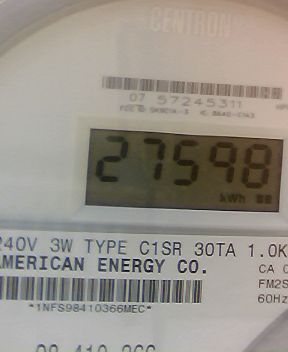 CENTRON
07 57245311
27598
kWh
240V 3W TYPE C1SR 30TA 1.0K
AMERICAN ENERGY CO.
CA
FM2S
60Hz
*1NFS98410366MEC*